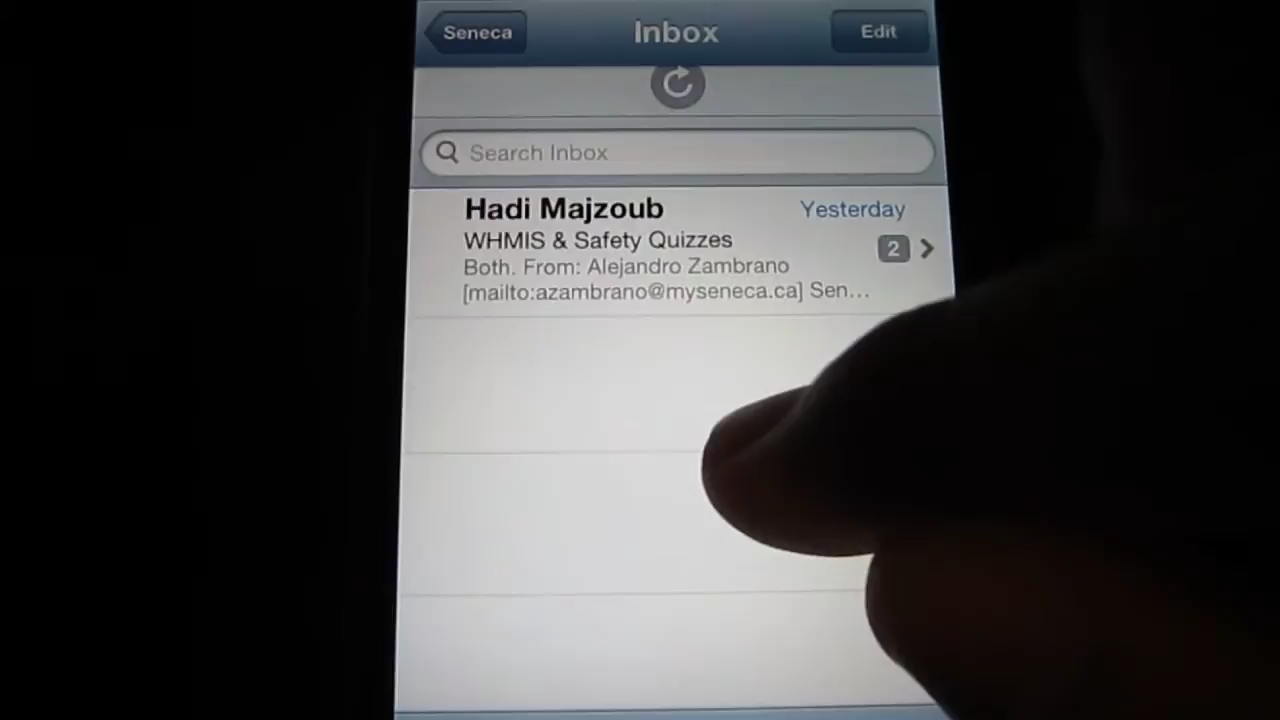 Seneca
Inbox
Edit
Search Inbox
Hadi Majzoub
Yesterday
WHMIS & Safety Quizzes
2
Both. From: Alejandro Zambrano
[mailto:azambrano@myseneca.ca] Sen...